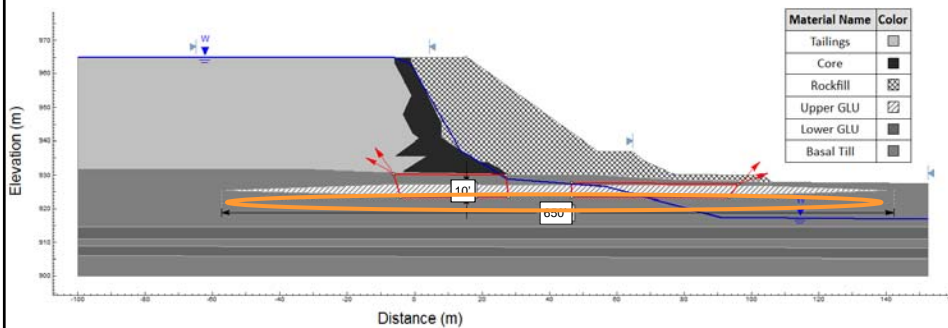 Material Name Color
Tailings
Core
Rockfill
Upper GLU
Lower GLU
Basal Till
W
970
960
950
940
930
920
910
900
Elevation (m)
10'
650'
W
-100 -80 -60 -40 -20 0 20 40 60 80 100 120 140
Distance (m)